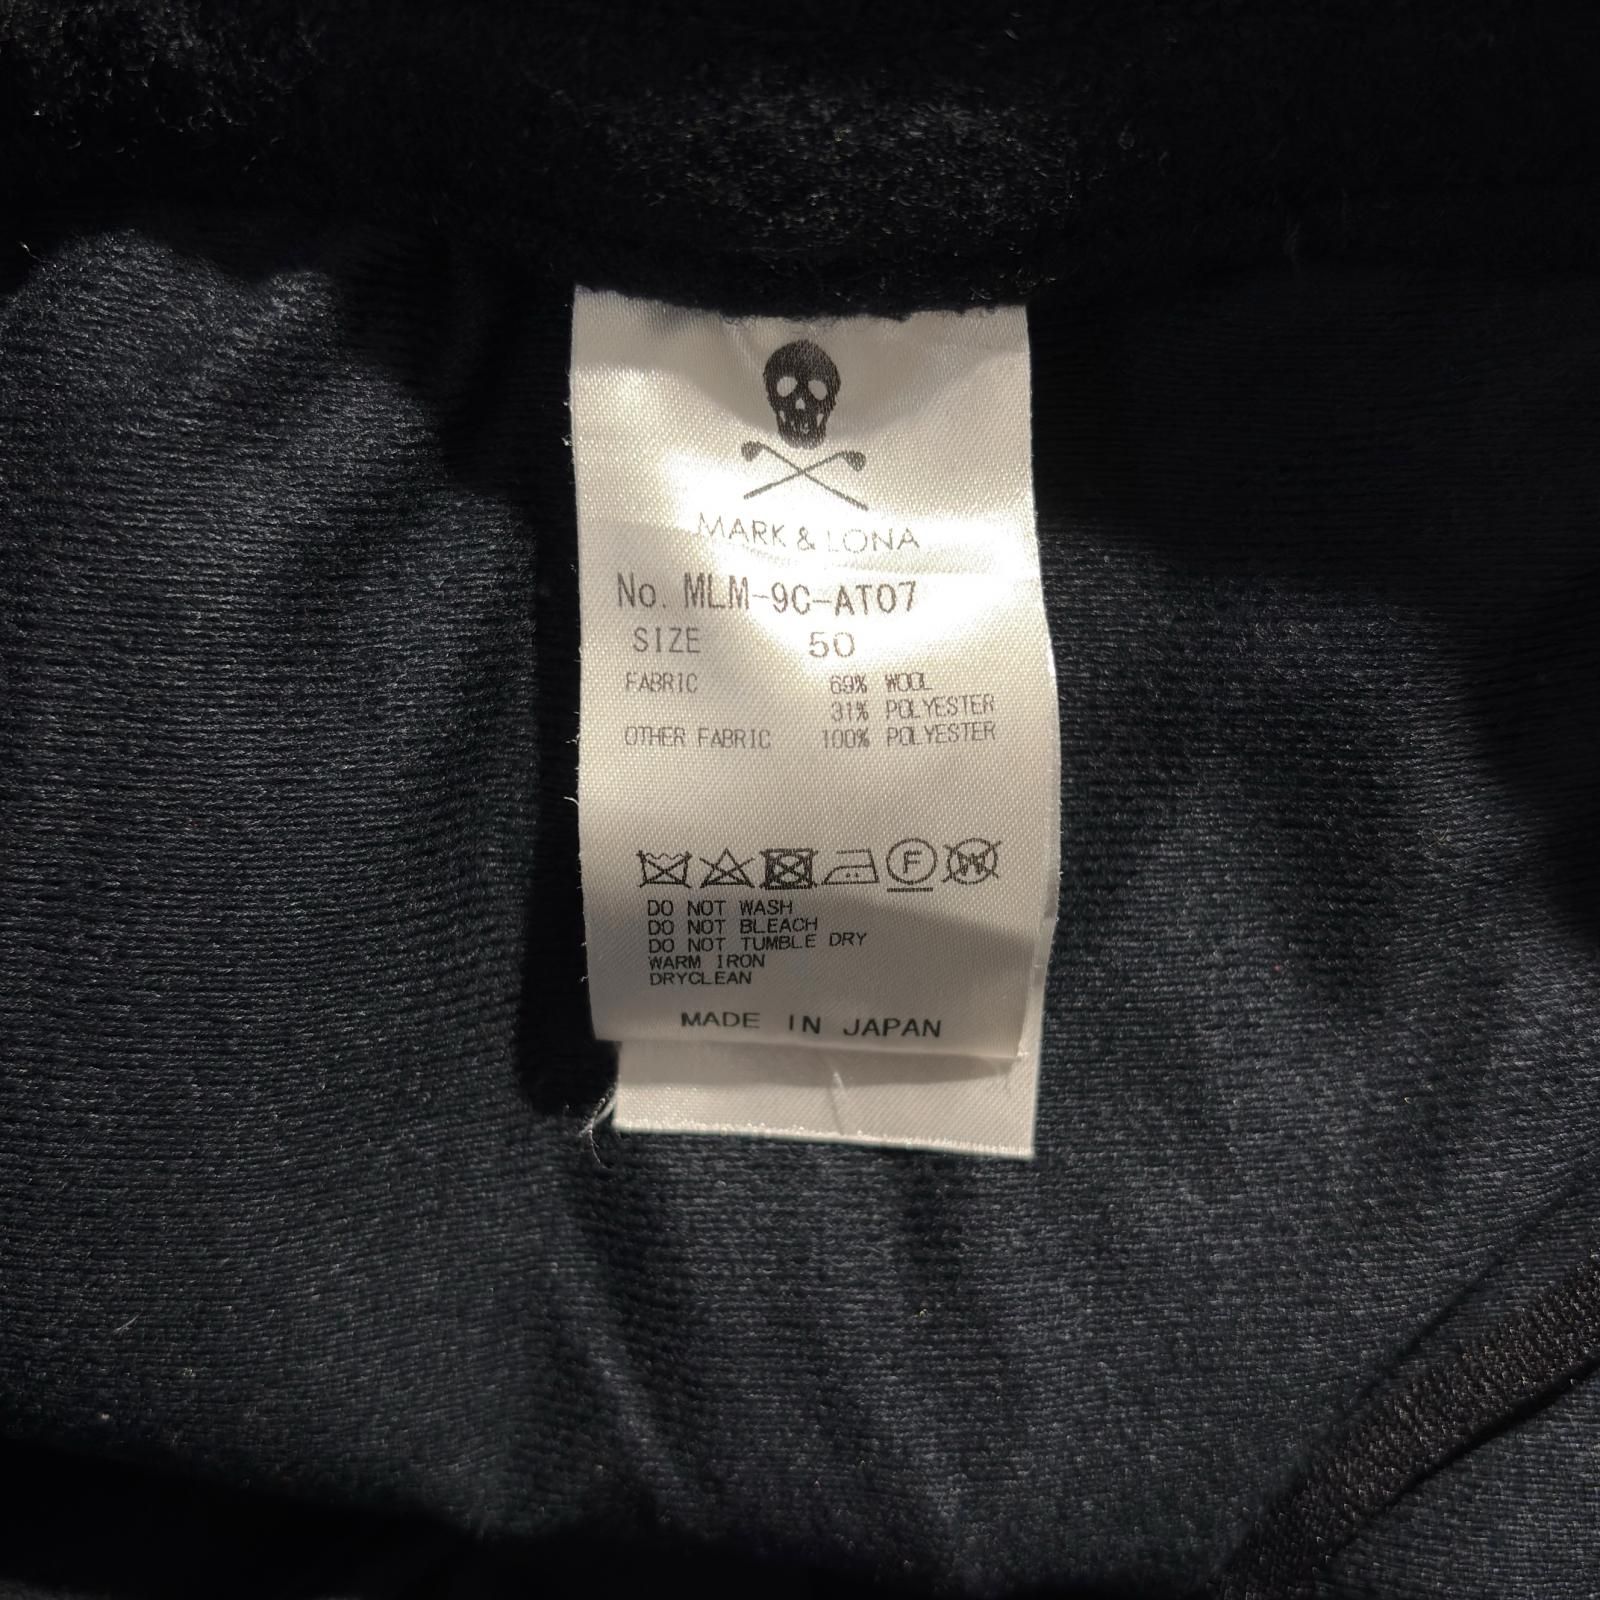 MARK & LONA
No. MLM-9C-AT07
SIZE 50
FABRIC 69% WOOL
31% POLYESTER
OTHER FABRIC 100% POLYESTER
F W
DO NOT WASH
DO NOT BLEACH
DO NOT TUMBLE DRY
WARM IRON
DRYCLEAN
MADE IN JAPAN